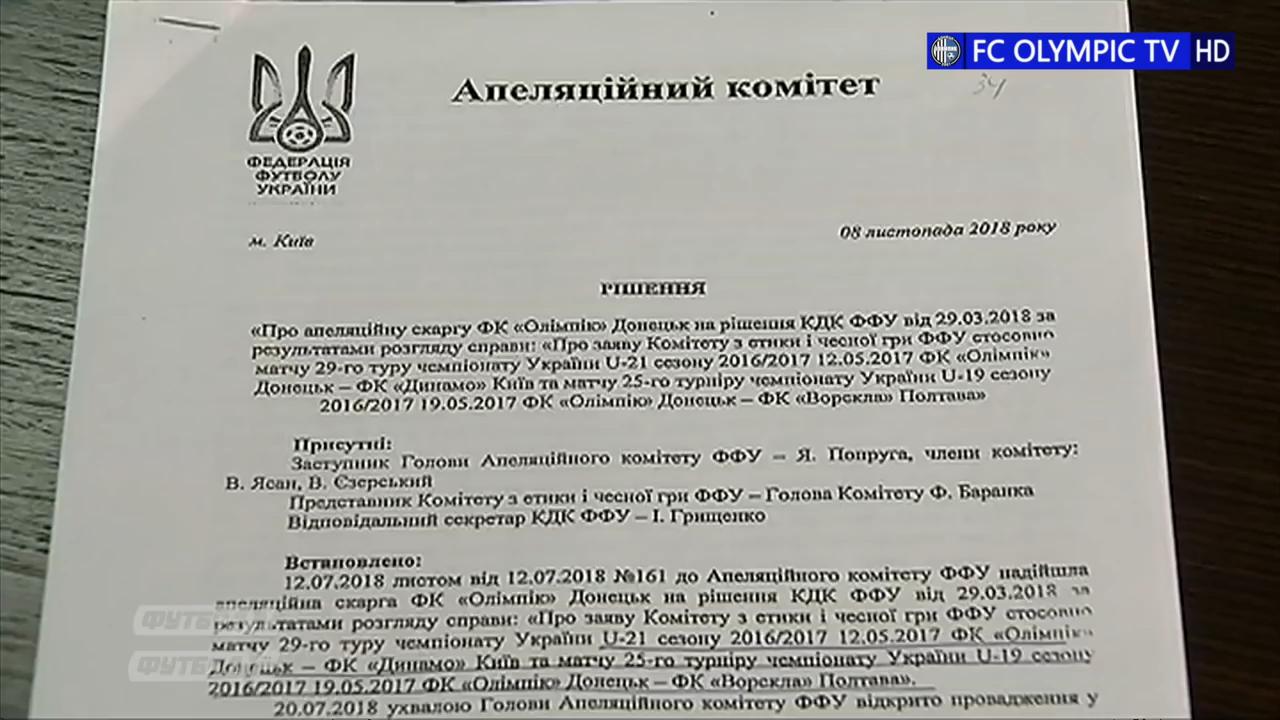 FC OLYMPIC TV HD
Апеляційний комітет
34
ФЕДЕРАЦІЯ
ФУТБОЛУ
УКРАЇНИ
м. Київ
08 листопада 2018 року
РІШЕННЯ
«Про апеляційну скаргу ФК «Олімпік» Донецьк на рішення КДК ФФУ від 29.03.2018 за
результатами розгляду справи: «Про заяву Комітету з етики і чесної гри ФФУ стосовно
матчу 29-го туру чемпіонату України U-21 сезону 2016/2017 12.05.2017 ФК «Олімпік»
Донецьк – ФК «Динамо» Київ та матчу 25-го турніру чемпіонату України U-19 сезону
2016/2017 19.05.2017 ФК «Олімпік» Донецьк – ФК «Ворскла» Полтава»
Присутні:
Заступник Голови Апеляційного комітету ФФУ – Я. Попруга, члени комітету:
В. Ясан, В. Єзерський
Представник Комітету з етики і чесної гри ФФУ – Голова Комітету Ф. Баранка
Відповідальний секретар КДК ФФУ – І. Грищенко
Встановлено:
12.07.2018 листом від 12.07.2018 №161 до Апеляційного комітету ФФУ надійшла
апеляційна скарга ФК «Олімпік» Донецьк на рішення КДК ФФУ від 29.03.2018 за
результатами розгляду справи: «Про заяву Комітету з етики і чесної гри ФФУ стосовно
матчу 29-го туру чемпіонату України U-21 сезону 2016/2017 12.05.2017 ФК «Олімпік»
Донецьк – ФК «Динамо» Київ та матчу 25-го турніру чемпіонату України U-19 сезону
2016/2017 19.05.2017 ФК «Олімпік» Донецьк – ФК «Ворскла» Полтава».
20.07.2018 ухвалою Голови Апеляційного комітету ФФУ відкрито провадження у